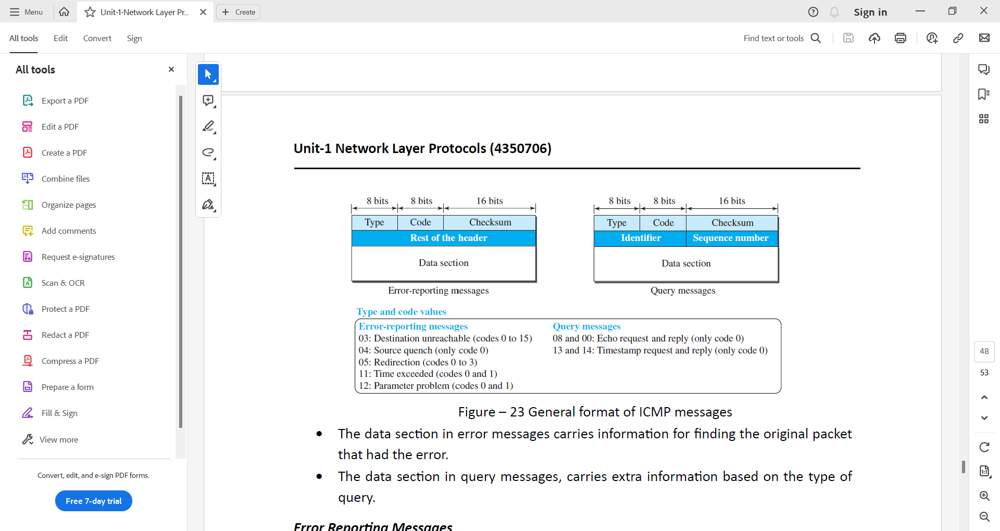 Menu
Unit-1-Network Layer Pr...
Create
Sign in
All tools
Edit
Convert
Sign
Find text or tools
All tools
Export a PDF
Edit a PDF
Create a PDF
Combine files
Organize pages
Add comments
Request e-signatures
Scan & OCR
Protect a PDF
Redact a PDF
Compress a PDF
Prepare a form
Fill & Sign
View more
Convert, edit, and e-sign PDF forms.
Free 7-day trial
Unit-1 Network Layer Protocols (4350706)
8 bits 8 bits 16 bits
Type Code Checksum
Rest of the header
Data section
Error-reporting messages
8 bits 8 bits 16 bits
Type Code Checksum
Identifier Sequence number
Data section
Query messages
Type and code values
Error-reporting messages
03: Destination unreachable (codes 0 to 15)
04: Source quench (only code 0)
05: Redirection (codes 0 to 3)
11: Time exceeded (codes 0 and 1)
12: Parameter problem (codes 0 and 1)
Query messages
08 and 00: Echo request and reply (only code 0)
13 and 14: Timestamp request and reply (only code 0)
Figure – 23 General format of ICMP messages
• The data section in error messages carries information for finding the original packet
that had the error.
• The data section in query messages, carries extra information based on the type of
query.
Error Reporting Messages
48
53
1:1